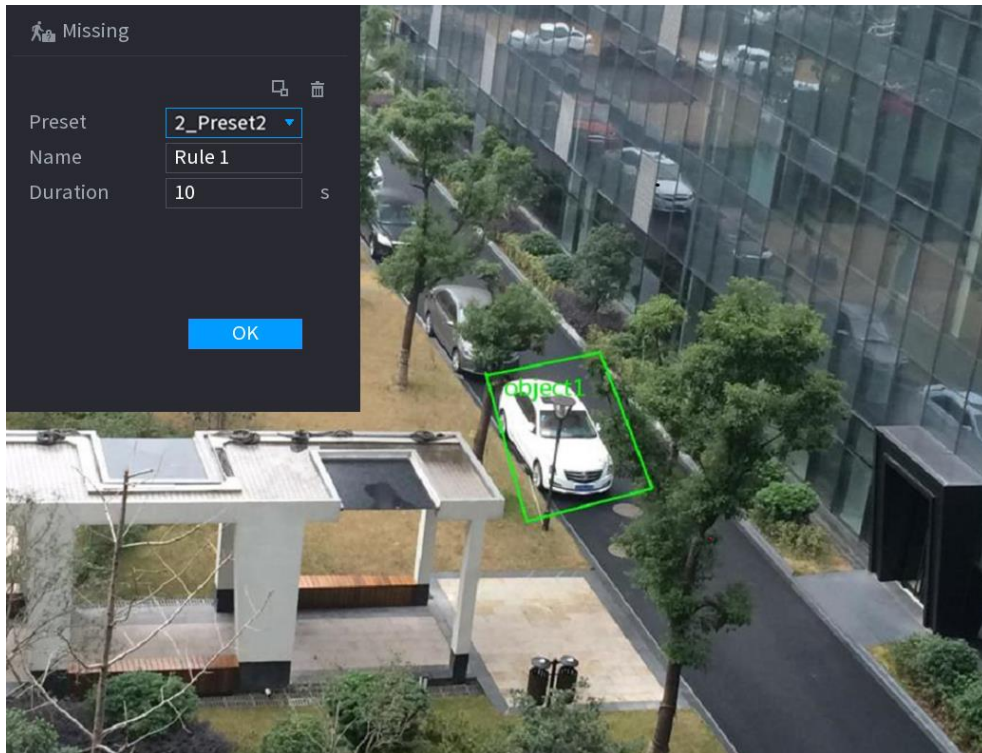 Missing
Preset 2_Preset2
Name Rule 1
Duration 10 s
OK
object1